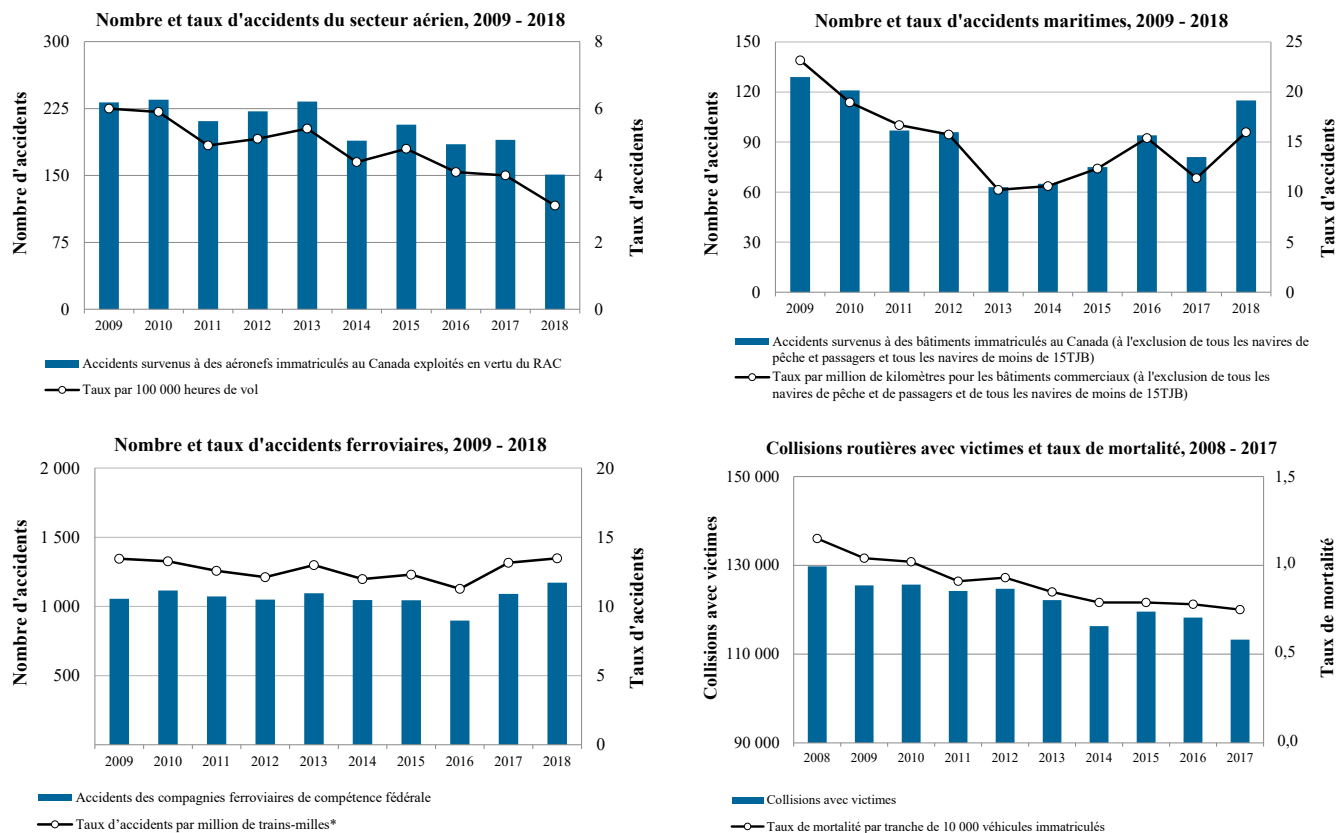 Nombre et taux d'accidents du secteur aérien, 2009 - 2018
Nombre d'accidents
300
225
150
75
0
8
6
4
2
0
Taux d'accidents
2009 2010 2011 2012 2013 2014 2015 2016 2017 2018
Accidents survenus à des aéronefs immatriculés au Canada exploités en vertu du RAC
Taux par 100 000 heures de vol
Nombre et taux d'accidents maritimes, 2009 - 2018
Nombre d'accidents
150
120
90
60
30
0
25
20
15
10
5
0
Taux d'accidents
2009 2010 2011 2012 2013 2014 2015 2016 2017 2018
Accidents survenus à des bâtiments immatriculés au Canada (à l'exclusion de tous les navires de
pêche et passagers et tous les navires de moins de 15TJB)
Taux par million de kilomètres pour les bâtiments commerciaux (à l'exclusion de tous les
navires de pêche et de passagers et de tous les navires de moins de 15TJB)
Nombre et taux d'accidents ferroviaires, 2009 - 2018
Nombre d'accidents
2 000
1 500
1 000
500
20
15
10
5
0
Taux d'accidents
2009 2010 2011 2012 2013 2014 2015 2016 2017 2018
Accidents des compagnies ferroviaires de compétence fédérale
Taux d’accidents par million de trains-milles*
Collisions routières avec victimes et taux de mortalité, 2008 - 2017
Collisions avec victimes
150 000
130 000
110 000
90 000
1,5
1,0
0,5
0,0
Taux de mortalité
2008 2009 2010 2011 2012 2013 2014 2015 2016 2017
Collisions avec victimes
Taux de mortalité par tranche de 10 000 véhicules immatriculés